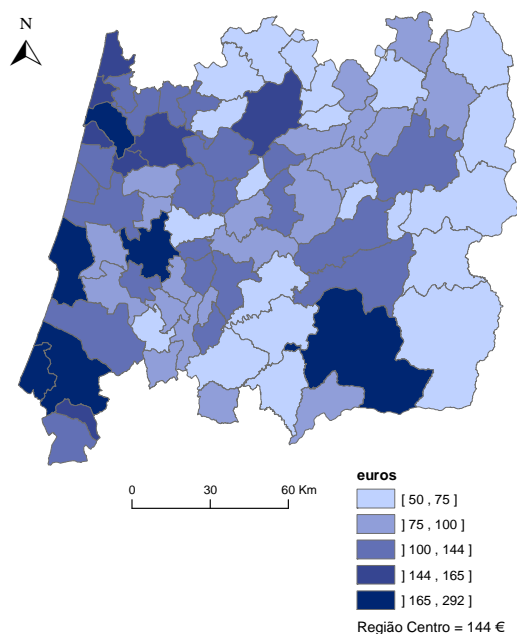 N
0 30 60 Km
euros
[ 50 , 75 ]
] 75 , 100 ]
] 100 , 144 ]
] 144 , 165 ]
] 165 , 292 ]
Região Centro = 144 €